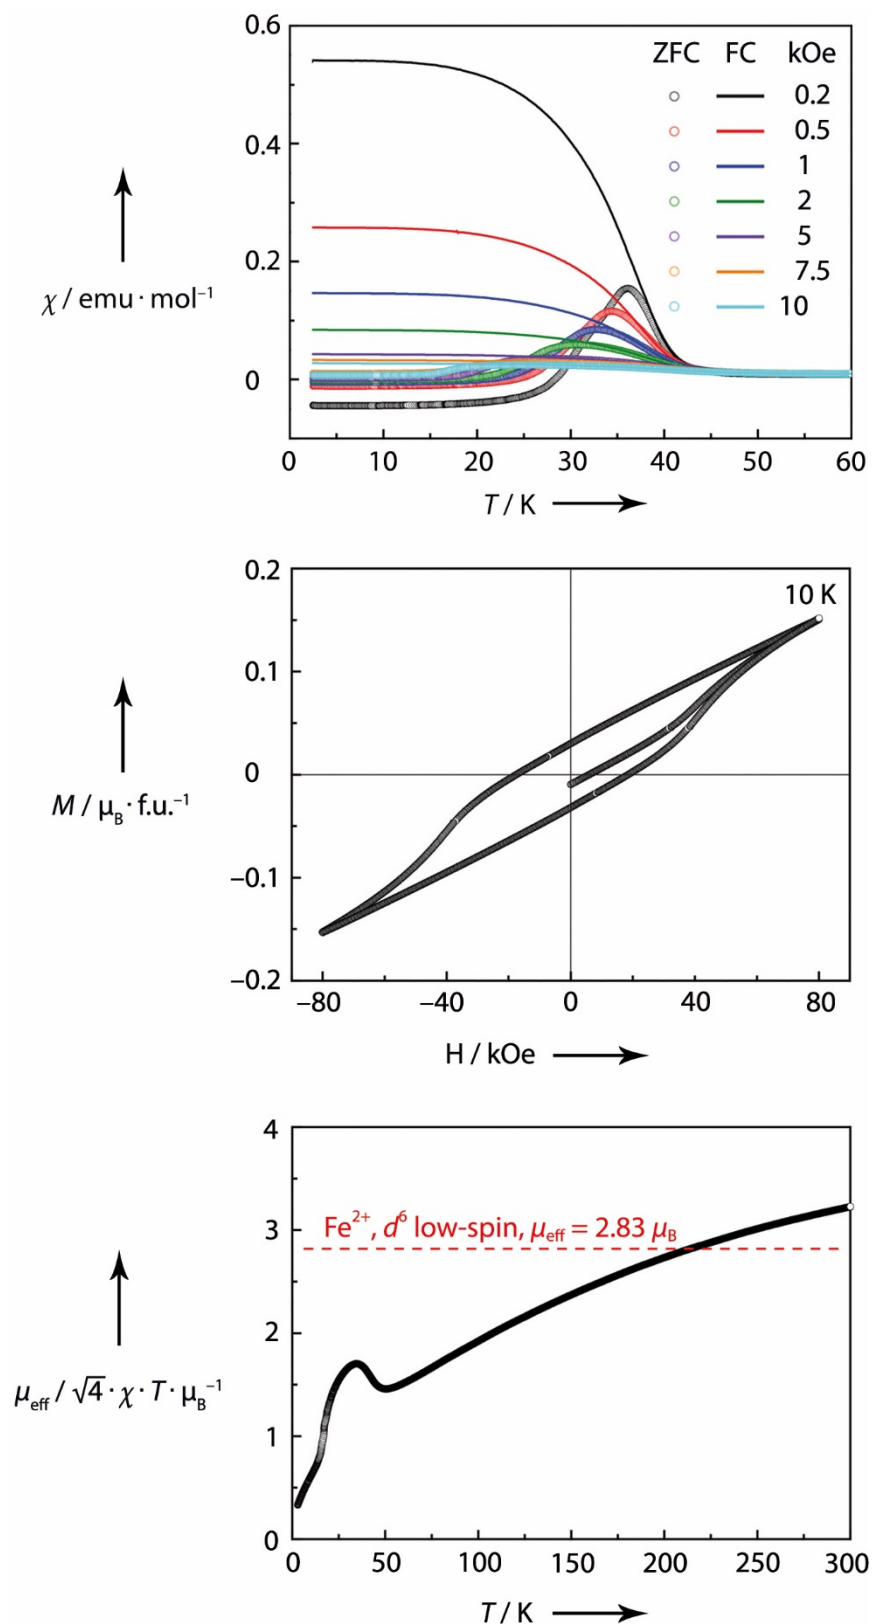 0.6
ZFC FC kOe
0.2
0.5
0.4
1
2
5
0.2
7.5
10
χ / emu · mol⁻¹
0
0 10 20 30 40 50 60
T / K
0.2
10 K
0.1
0
M / μB · f.u.⁻¹
−0.1
−0.2
−80 −40 0 40 80
H / kOe
4
Fe²⁺, d⁶ low-spin, μeff = 2.83 μB
3
2
μeff / √4 · χ · T · μB⁻¹
1
0
0 50 100 150 200 250 300
T / K